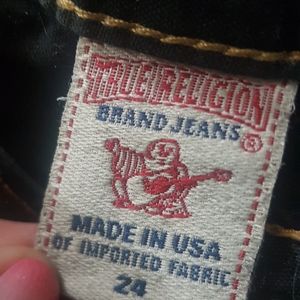 TRUE RELIGION
BRAND JEANS
®
MADE IN USA
OF IMPORTED FABRIC
24